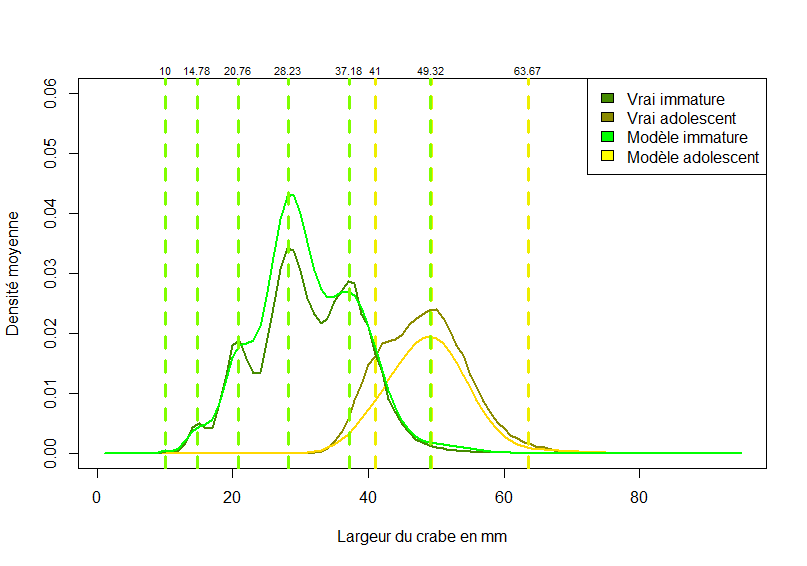 10 14.78 20.76 28.23 37.18 41 49.32 63.67
Vrai immature
Vrai adolescent
Modèle immature
Modèle adolescent
0.06
0.05
0.04
0.03
0.02
0.01
0.00
Densité moyenne
0 20 40 60 80
Largeur du crabe en mm